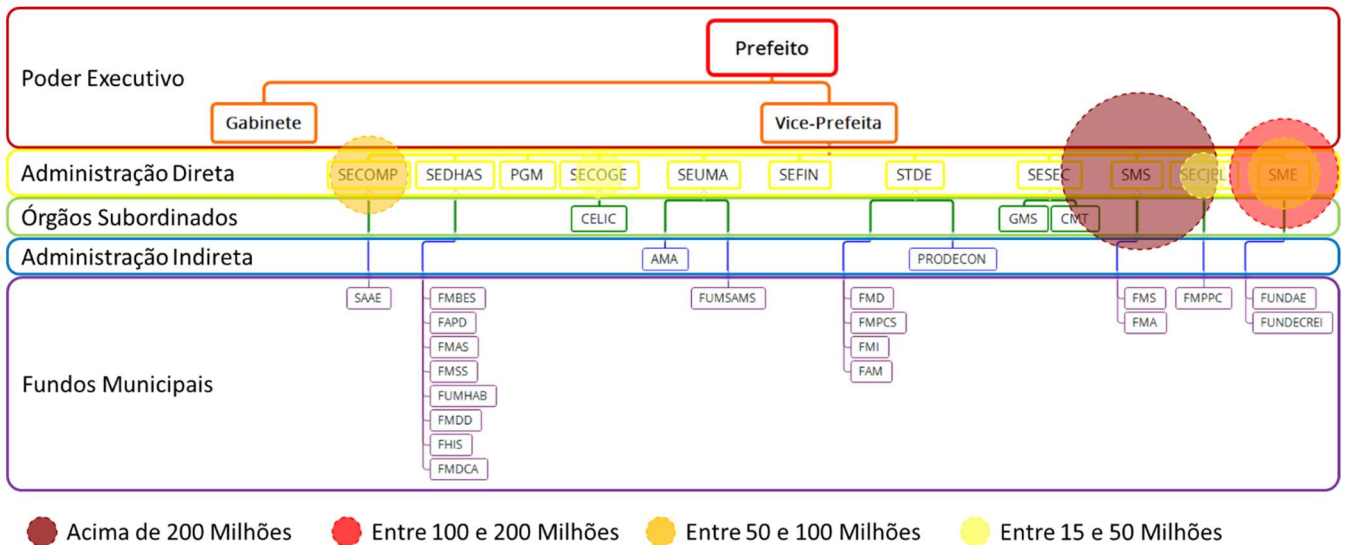 Prefeito
Poder Executivo
Gabinete
Vice-Prefeita
Administração Direta
SECOMP
SEDHAS
PGM
SECOGE
SEUMA
SEFIN
STDE
SESEC
SMS
SECJPL
SME
Órgãos Subordinados
CELIC
GMS
CMT
Administração Indireta
AMA
PRODECON
SAAE
FMBES
FUMSAMS
FMD
FMS
FMPPC
FUNDAE
FAPD
FMPCS
FMA
FUNDECREI
FMAS
FMI
FMSS
FAM
Fundos Municipais
FUMHAB
FMDD
FHIS
FMDCA
Acima de 200 Milhões
Entre 100 e 200 Milhões
Entre 50 e 100 Milhões
Entre 15 e 50 Milhões